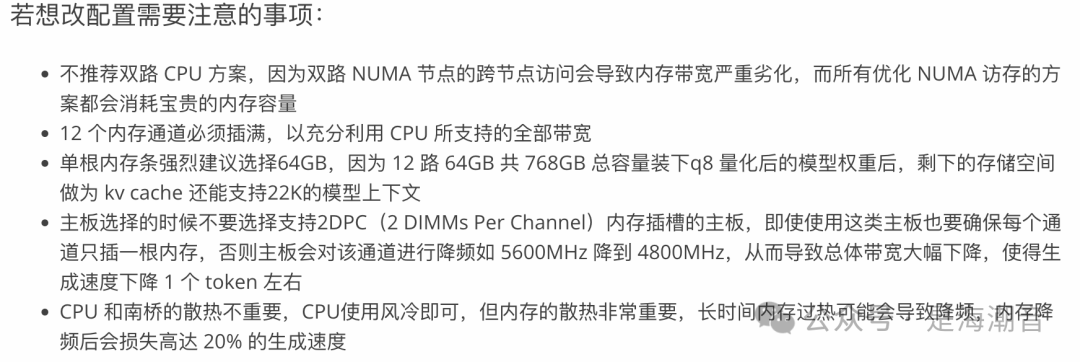 若想改配置需要注意的事项：
• 不推荐双路 CPU 方案，因为双路 NUMA 节点的跨节点访问会导致内存带宽严重劣化，而所有优化 NUMA 访存的方
案都会消耗宝贵的内存容量
• 12 个内存通道必须插满，以充分利用 CPU 所支持的全部带宽
• 单根内存条强烈建议选择64GB，因为 12 路 64GB 共 768GB 总容量装下q8 量化后的模型权重后，剩下的存储空间
做为 kv cache 还能支持22K的模型上下文
• 主板选择的时候不要选择支持2DPC（2 DIMMs Per Channel）内存插槽的主板，即使使用这类主板也要确保每个通
道只插一根内存，否则主板会对该通道进行降频如 5600MHz 降到 4800MHz，从而导致总体带宽大幅下降，使得生
成速度下降 1 个 token 左右
• CPU 和南桥的散热不重要，CPU使用风冷即可，但内存的散热非常重要，长时间内存过热可能会导致降频，内存降
频后会损失高达 20% 的生成速度
公众号 是海潮音